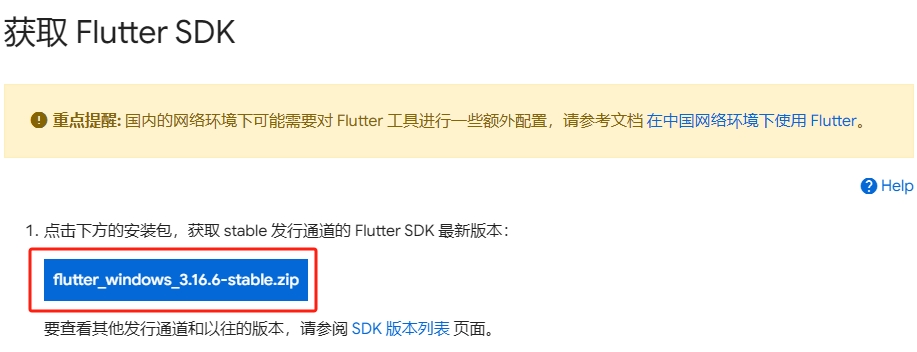 获取 Flutter SDK
重点提醒: 国内的网络环境下可能需要对 Flutter 工具进行一些额外配置，请参考文档 在中国网络环境下使用 Flutter。
Help
1. 点击下方的安装包，获取 stable 发行通道的 Flutter SDK 最新版本：
flutter_windows_3.16.6-stable.zip
要查看其他发行通道和以往的版本，请参阅 SDK 版本列表 页面。